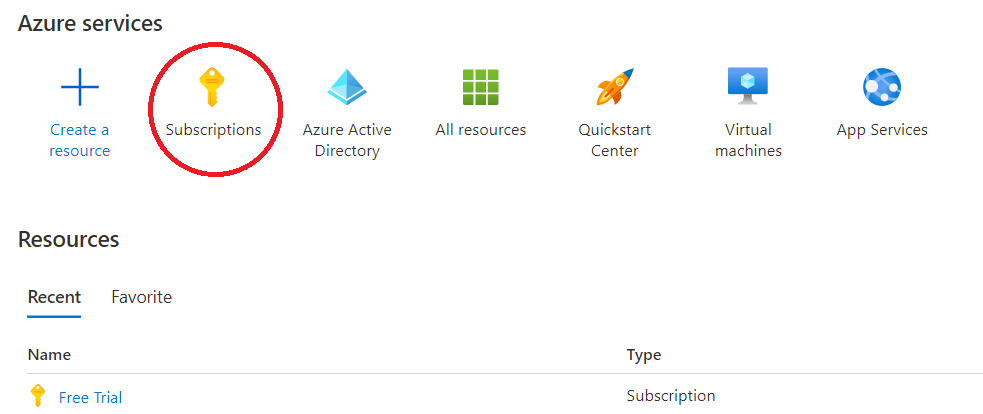 Azure services
Create a
resource
Subscriptions
Azure Active
Directory
All resources
Quickstart
Center
Virtual
machines
App Services
Resources
Recent
Favorite
Name
Type
Free Trial
Subscription